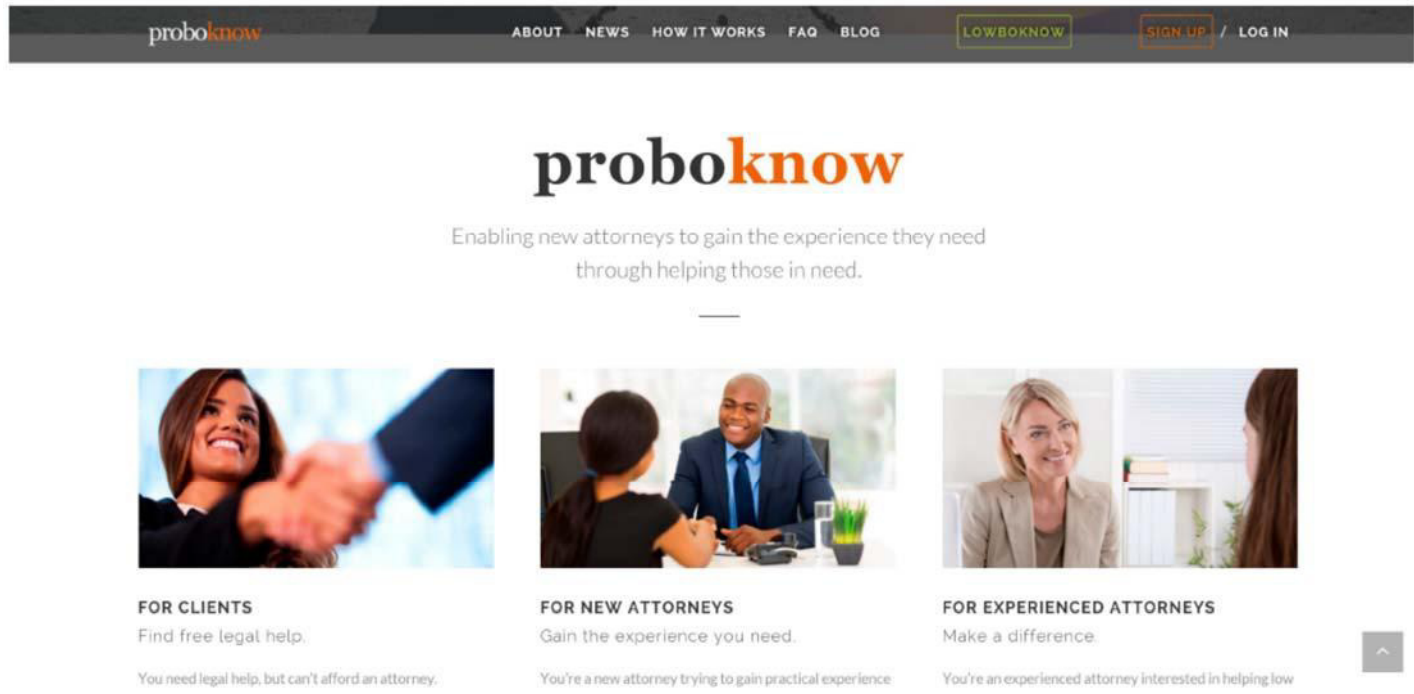 proboknow
ABOUT NEWS HOW IT WORKS FAQ BLOG LOWBOKNOW SIGN UP / LOG IN
proboknow
Enabling new attorneys to gain the experience they need
through helping those in need.
FOR CLIENTS
Find free legal help.
You need legal help, but can't afford an attorney.
FOR NEW ATTORNEYS
Gain the experience you need.
You're a new attorney trying to gain practical experience
FOR EXPERIENCED ATTORNEYS
Make a difference.
You're an experienced attorney interested in helping low